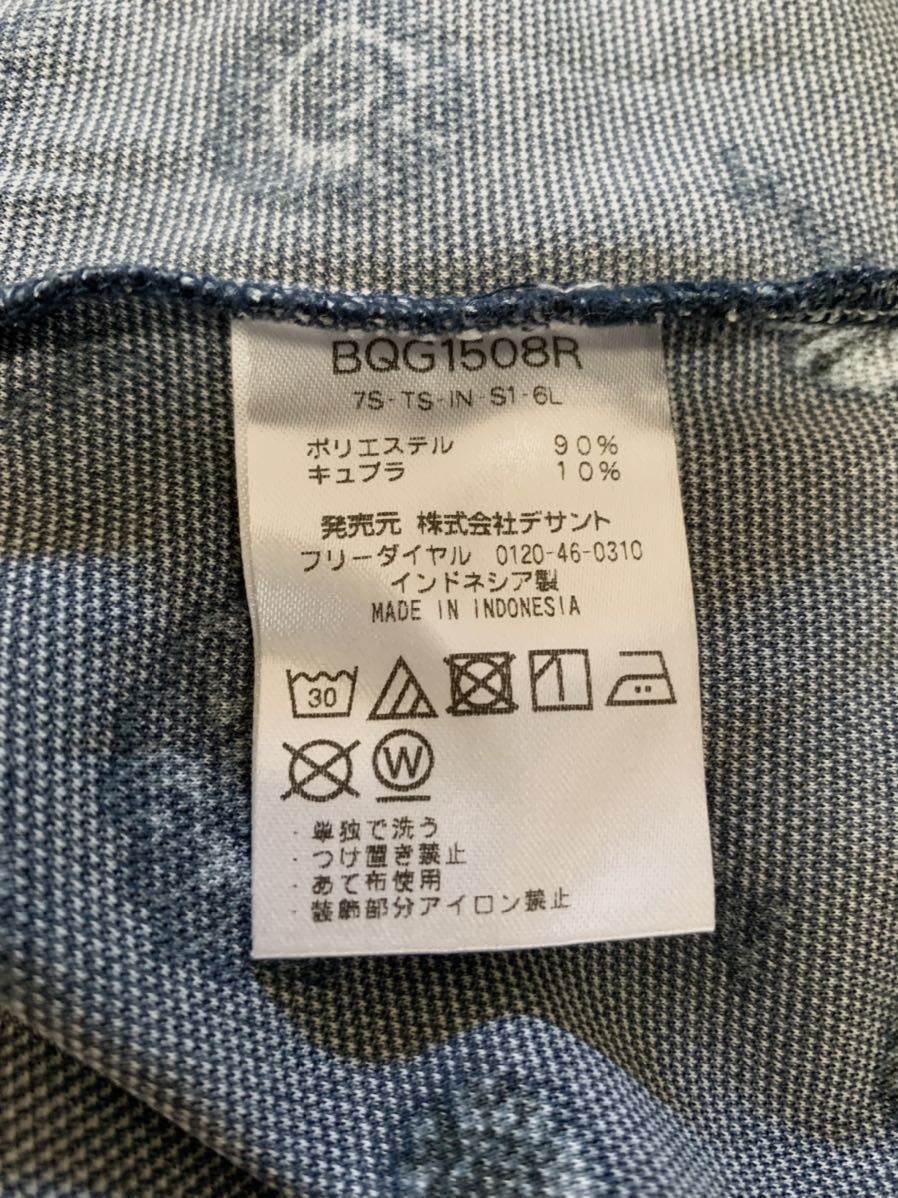 BQG1508R
7S-TS-IN-S1-6L
ポリエステル 90%
キュプラ 10%
発売元 株式会社デサント
フリーダイヤル 0120-46-0310
インドネシア製
MADE IN INDONESIA
30
W
・単独で洗う
・つけ置き禁止
・あて布使用
・装飾部分アイロン禁止